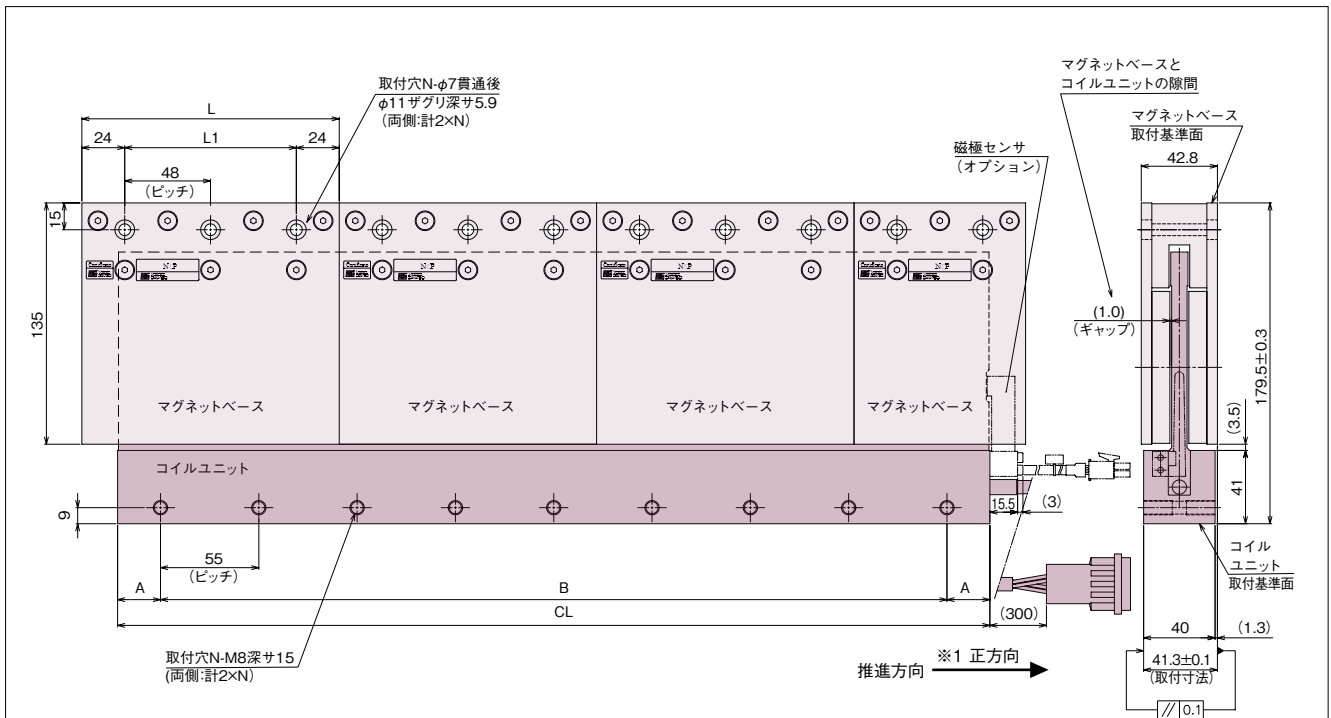 取付穴N-φ7貫通後
φ11ザグリ深サ5.9
(両側:計2×N)
マグネットベースと
コイルユニットの隙間
マグネットベース
取付基準面
磁極センサ
(オプション)
L
24
L1
24
48
(ピッチ)
15
135
42.8
(1.0)
(ギャップ)
179.5±0.3
(3.5)
41
N P
N P
N P
N P
マグネットベース
マグネットベース
マグネットベース
マグネットベース
コイルユニット
9
55
(ピッチ)
A
B
A
CL
15.5
(3)
(300)
コイル
ユニット
取付基準面
40
(1.3)
41.3±0.1
(取付寸法)
// 0.1
取付穴N-M8深サ15
(両側:計2×N)
推進方向 ※1 正方向